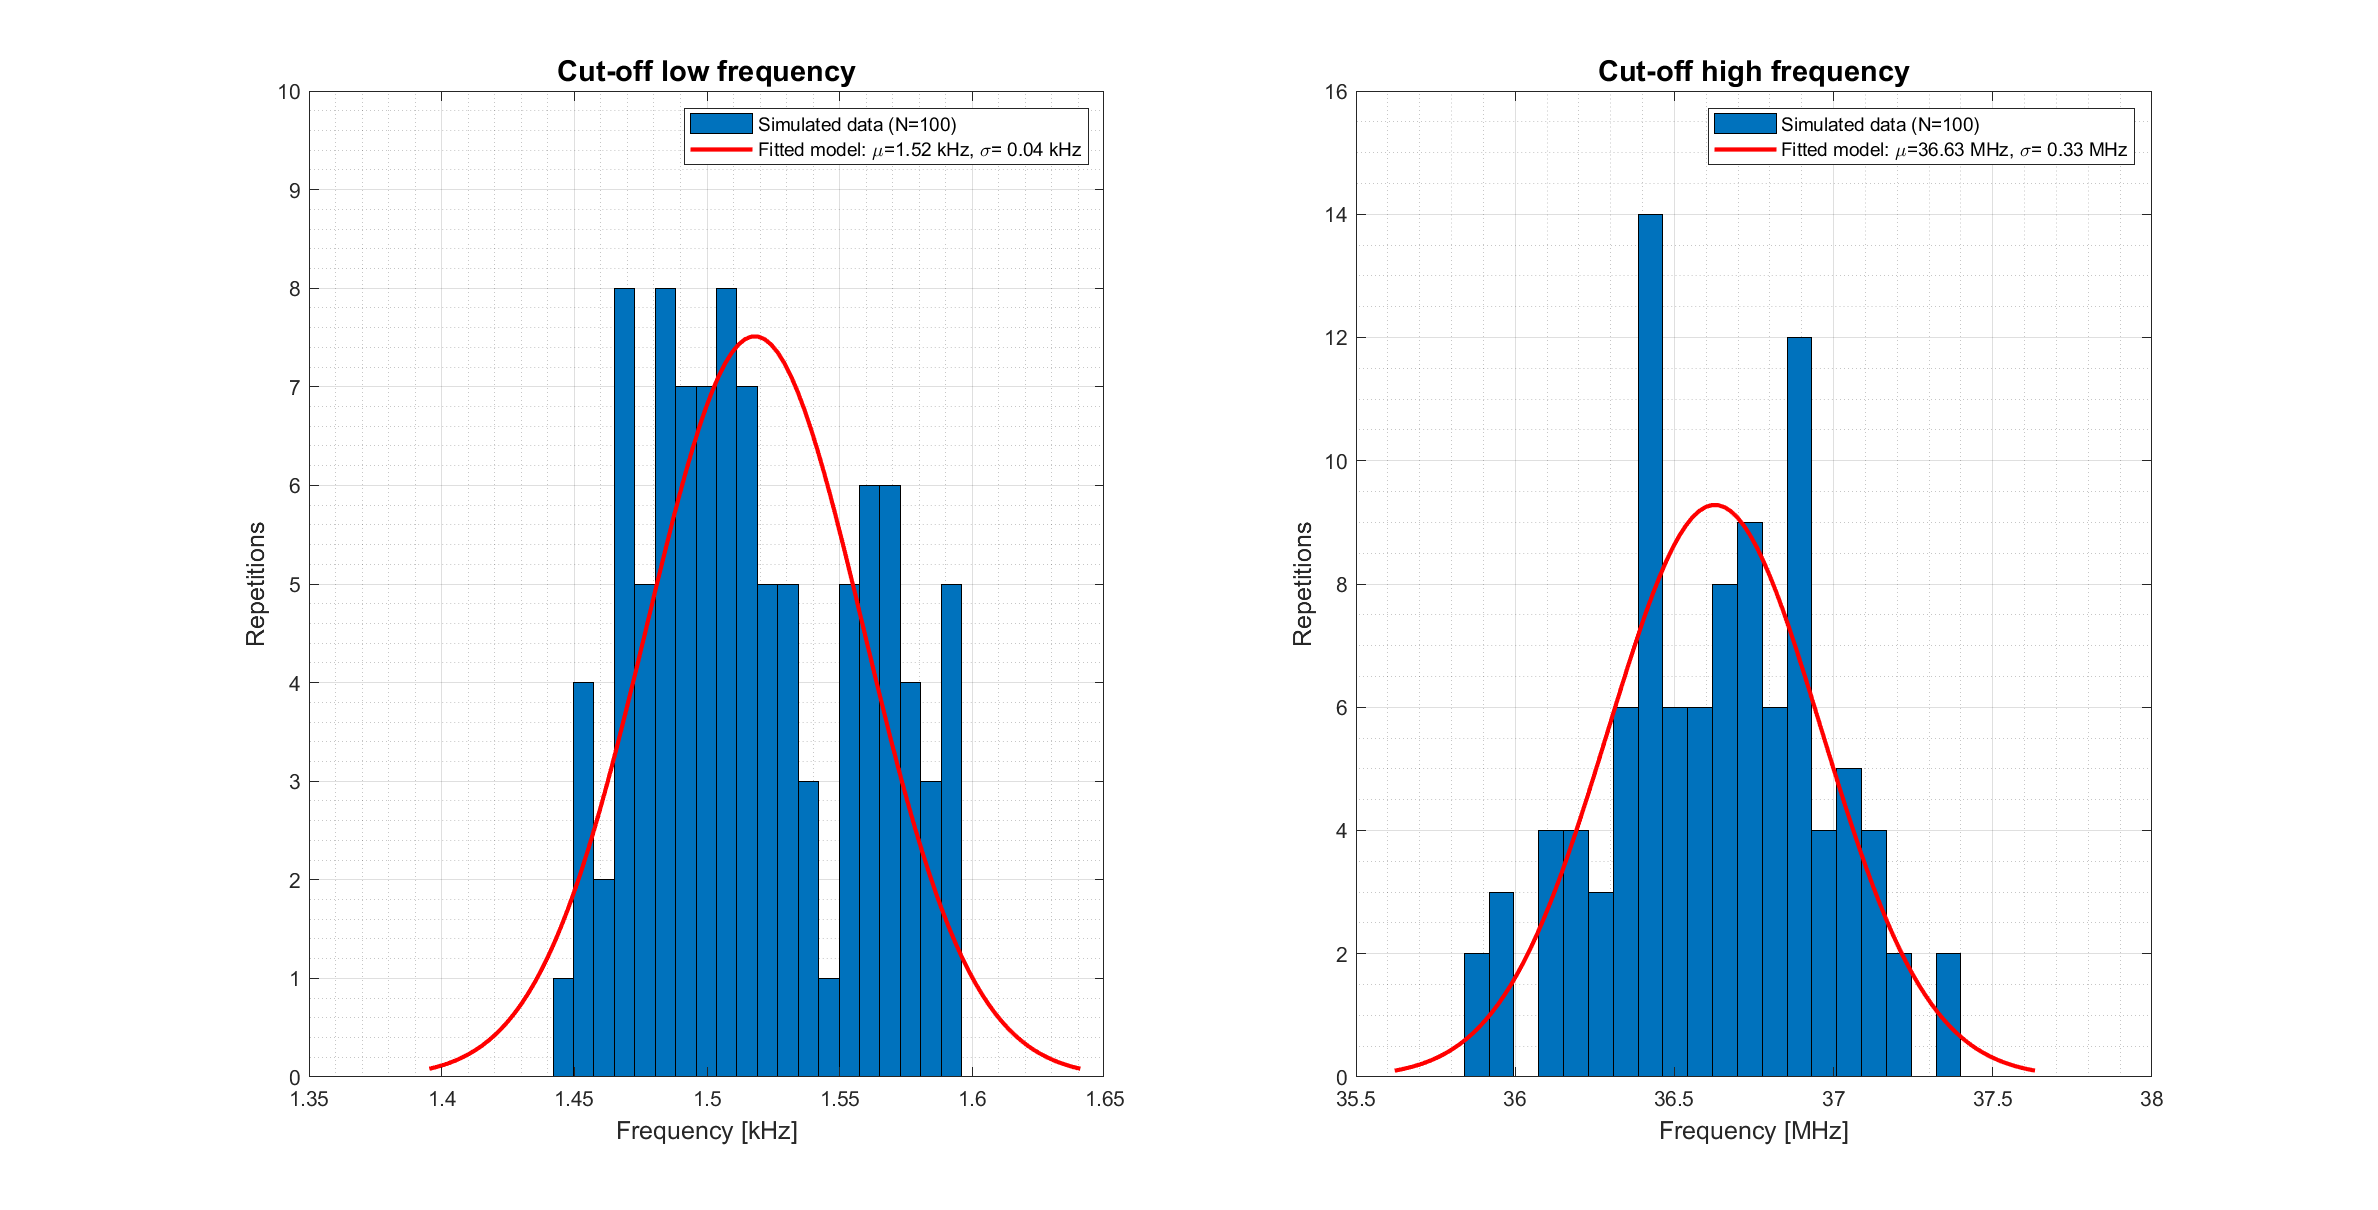 Cut-off low frequency
10
9
8
7
6
5
4
3
2
1
0
Repetitions
Simulated data (N=100)
Fitted model: μ=1.52 kHz, σ= 0.04 kHz
1.35 1.4 1.45 1.5 1.55 1.6 1.65
Frequency [kHz]
Cut-off high frequency
16
14
12
10
8
6
4
2
0
Repetitions
Simulated data (N=100)
Fitted model: μ=36.63 MHz, σ= 0.33 MHz
35.5 36 36.5 37 37.5 38
Frequency [MHz]